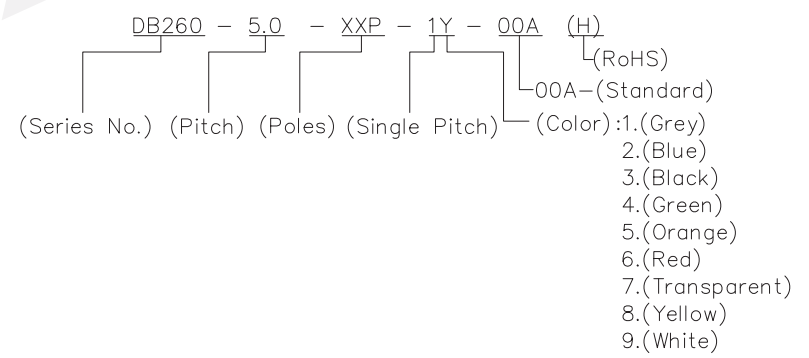 DB260 - 5.0 - XXP - 1Y - 00A (H)
(RoHS)
00A-(Standard)
(Series No.) (Pitch) (Poles) (Single Pitch) (Color):1.(Grey)
2.(Blue)
3.(Black)
4.(Green)
5.(Orange)
6.(Red)
7.(Transparent)
8.(Yellow)
9.(White)